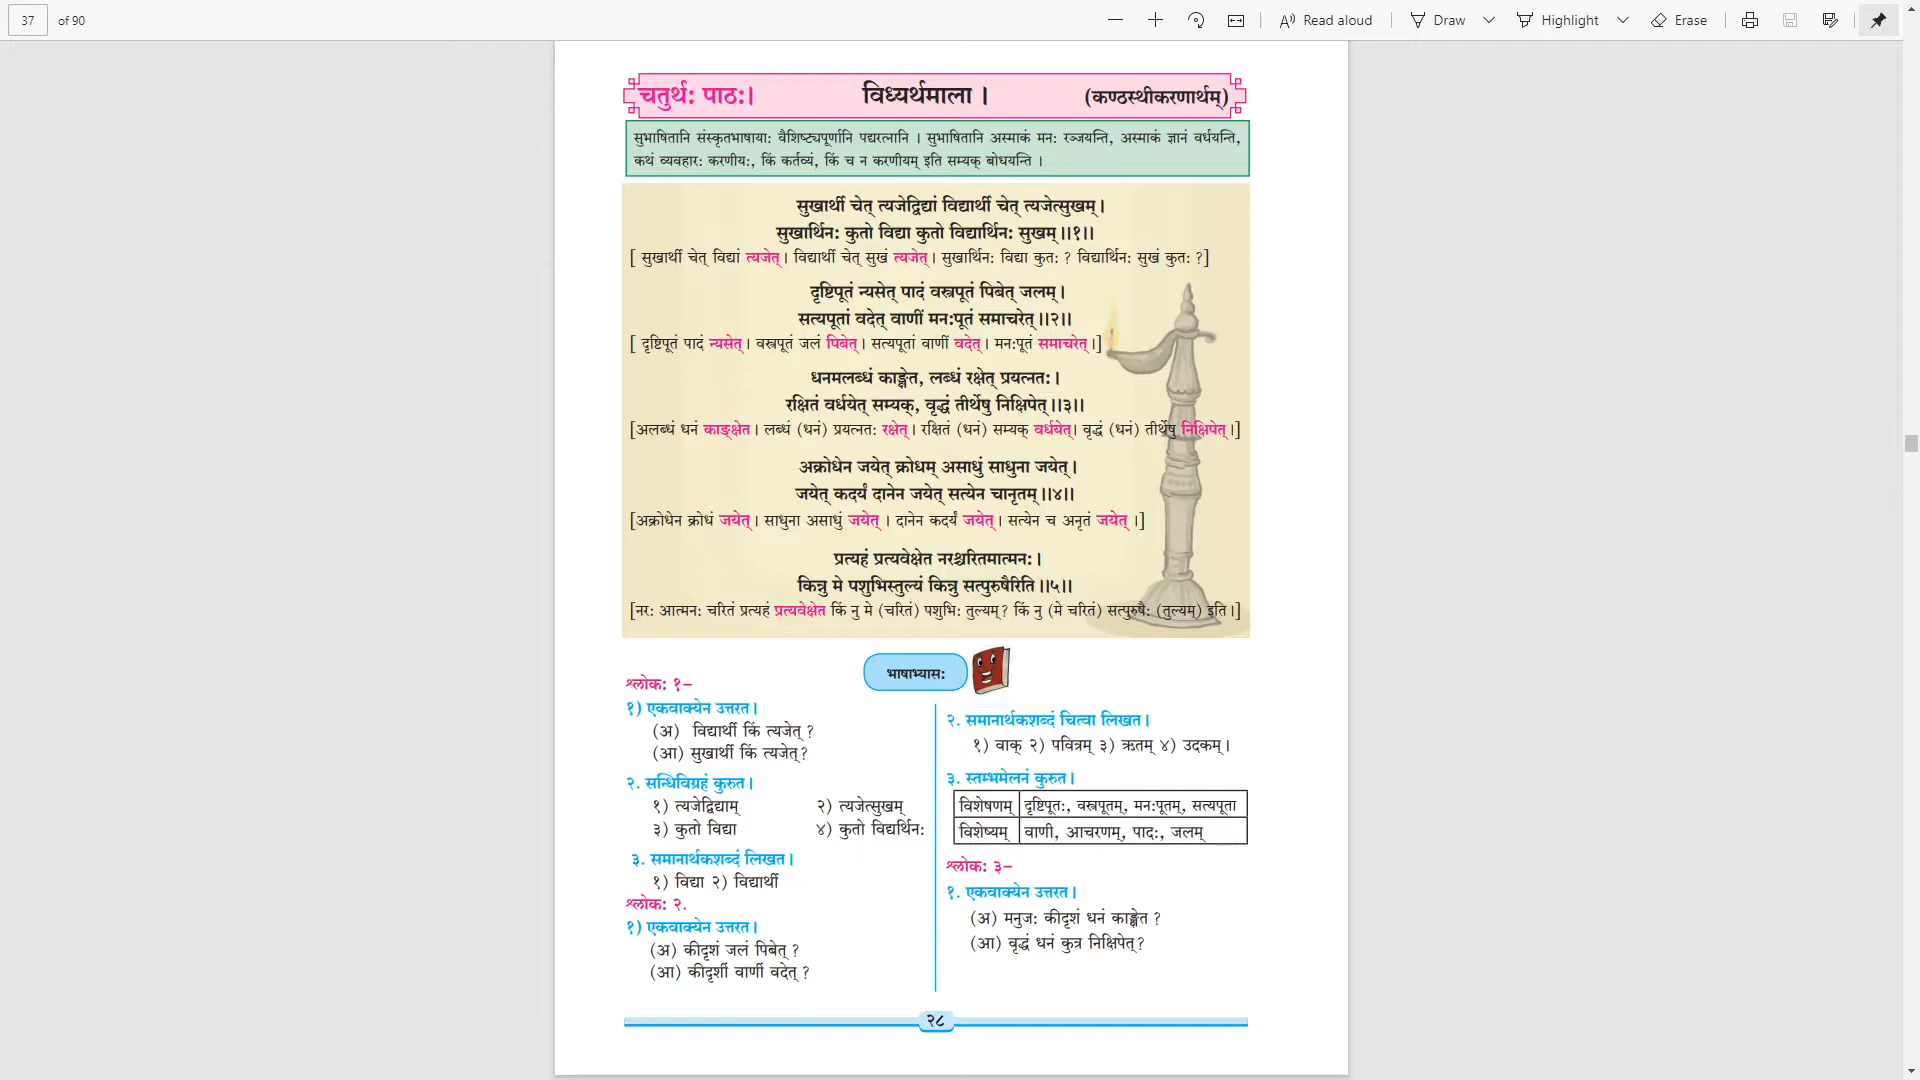 37 of 90 Read aloud Draw Highlight Erase
चतुर्थ: पाठ:। विध्यर्थमाला । (कण्ठस्थीकरणार्थम्)
सुभाषितानि संस्कृतभाषाया: वैशिष्ट्यपूर्णानि पद्यरत्नानि । सुभाषितानि अस्माकं मन: रञ्जयन्ति, अस्माकं ज्ञानं वर्धयन्ति,
कथं व्यवहार: करणीय:, किं कर्तव्यं, किं च न करणीयम् इति सम्यक् बोधयन्ति ।
सुखार्थी चेत् त्यजेद्विद्यां विद्यार्थी चेत् त्यजेत्सुखम् ।
सुखार्थिन: कुतो विद्या कुतो विद्यार्थिन: सुखम् ।।१।।
[ सुखार्थी चेत् विद्यां त्यजेत् । विद्यार्थी चेत् सुखं त्यजेत् । सुखार्थिन: विद्या कुत: ? विद्यार्थिन: सुखं कुत: ?]
दृष्टिपूतं न्यसेत् पादं वस्त्रपूतं पिबेत् जलम् ।
सत्यपूतां वदेत् वाणीं मन:पूतं समाचरेत् ।।२।।
[ दृष्टिपूतं पादं न्यसेत् । वस्त्रपूतं जलं पिबेत् । सत्यपूतां वाणीं वदेत् । मन:पूतं समाचरेत् ।]
धनमलब्धं काङ्क्षेत, लब्धं रक्षेत् प्रयत्नत: ।
रक्षितं वर्धयेत् सम्यक्, वृद्धं तीर्थेषु निक्षिपेत् ।।३।।
[अलब्धं धनं काङ्क्षेत । लब्धं (धनं) प्रयत्नत: रक्षेत् । रक्षितं (धनं) सम्यक् वर्धयेत् । वृद्धं (धनं) तीर्थेषु निक्षिपेत् ।]
अक्रोधेन जयेत् क्रोधम् असाधुं साधुना जयेत् ।
जयेत् कदर्यं दानेन जयेत् सत्येन चानृतम् ।।४।।
[अक्रोधेन क्रोधं जयेत् । साधुना असाधुं जयेत् । दानेन कदर्यं जयेत् । सत्येन च अनृतं जयेत् ।]
प्रत्यहं प्रत्यवेक्षेत नरश्चरितमात्मन: ।
किन्नु मे पशुभिस्तुल्यं किन्नु सत्पुरुषैरिति ।।५।।
[नर: आत्मन: चरितं प्रत्यहं प्रत्यवेक्षेत किं नु मे (चरितं) पशुभि: तुल्यम् ? किं नु (मे चरितं) सत्पुरुषै: (तुल्यम्) इति ।]
भाषाभ्यास:
श्लोक: १–
१) एकवाक्येन उत्तरत ।
(अ) विद्यार्थी किं त्यजेत् ?
(आ) सुखार्थी किं त्यजेत् ?
२. सन्धिविग्रहं कुरुत ।
१) त्यजेद्विद्याम् २) त्यजेत्सुखम्
३) कुतो विद्या ४) कुतो विद्यर्थिन:
३. समानार्थकशब्दं लिखत ।
१) विद्या २) विद्यार्थी
श्लोक: २.
१) एकवाक्येन उत्तरत ।
(अ) कीदृशं जलं पिबेत् ?
(आ) कीदृशीं वाणीं वदेत् ?
२. समानार्थकशब्दं चित्वा लिखत ।
१) वाक् २) पवित्रम् ३) ऋतम् ४) उदकम् ।
३. स्तम्भमेलनं कुरुत ।
विशेषणम् दृष्टिपूत:, वस्त्रपूतम्, मन:पूतम्, सत्यपूता
विशेष्यम् वाणी, आचरणम्, पाद:, जलम्
श्लोक: ३–
१. एकवाक्येन उत्तरत ।
(अ) मनुज: कीदृशं धनं काङ्क्षेत ?
(आ) वृद्धं धनं कुत्र निक्षिपेत् ?
२८